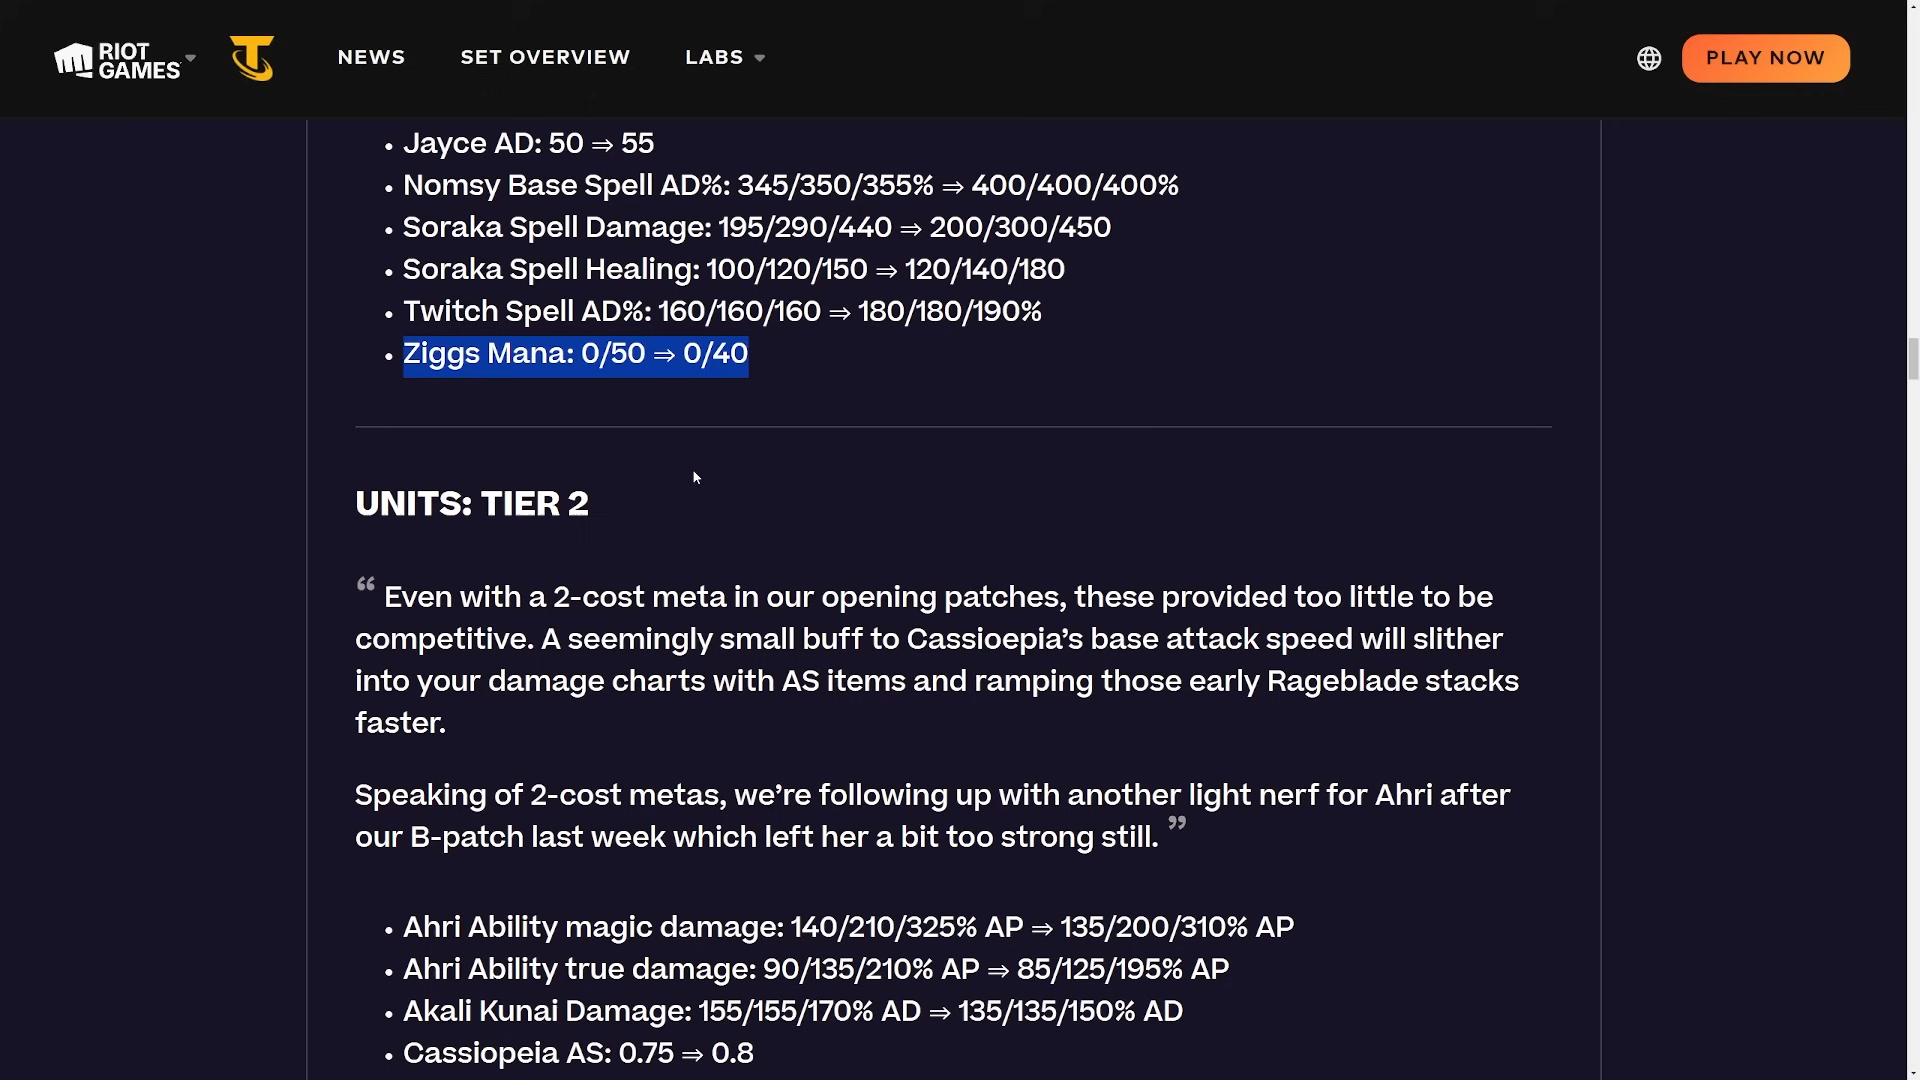 RIOT GAMES
NEWS
SET OVERVIEW
LABS
PLAY NOW
• Jayce AD: 50 ⇒ 55
• Nomsy Base Spell AD%: 345/350/355% ⇒ 400/400/400%
• Soraka Spell Damage: 195/290/440 ⇒ 200/300/450
• Soraka Spell Healing: 100/120/150 ⇒ 120/140/180
• Twitch Spell AD%: 160/160/160 ⇒ 180/180/190%
• Ziggs Mana: 0/50 ⇒ 0/40
UNITS: TIER 2
“ Even with a 2-cost meta in our opening patches, these provided too little to be
competitive. A seemingly small buff to Cassioepia’s base attack speed will slither
into your damage charts with AS items and ramping those early Rageblade stacks
faster.
Speaking of 2-cost metas, we’re following up with another light nerf for Ahri after
our B-patch last week which left her a bit too strong still. ”
• Ahri Ability magic damage: 140/210/325% AP ⇒ 135/200/310% AP
• Ahri Ability true damage: 90/135/210% AP ⇒ 85/125/195% AP
• Akali Kunai Damage: 155/155/170% AD ⇒ 135/135/150% AD
• Cassiopeia AS: 0.75 ⇒ 0.8